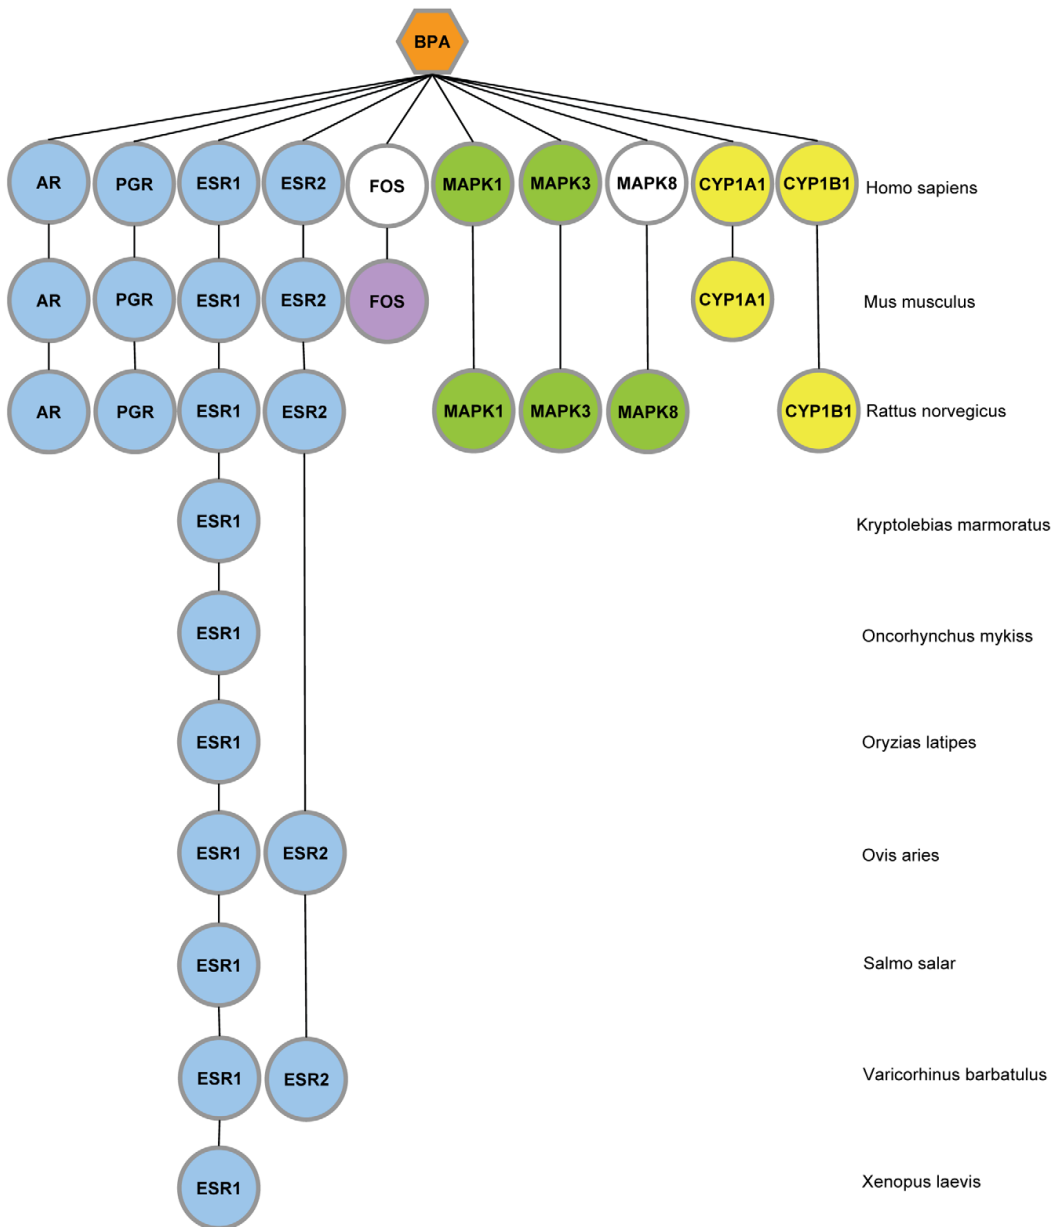 BPA
AR PGR ESR1 ESR2 FOS MAPK1 MAPK3 MAPK8 CYP1A1 CYP1B1 Homo sapiens
AR PGR ESR1 ESR2 FOS CYP1A1 Mus musculus
AR PGR ESR1 ESR2 MAPK1 MAPK3 MAPK8 CYP1B1 Rattus norvegicus
ESR1 Kryptolebias marmoratus
ESR1 Oncorhynchus mykiss
ESR1 Oryzias latipes
ESR1 ESR2 Ovis aries
ESR1 Salmo salar
ESR1 ESR2 Varicorhinus barbatulus
ESR1 Xenopus laevis